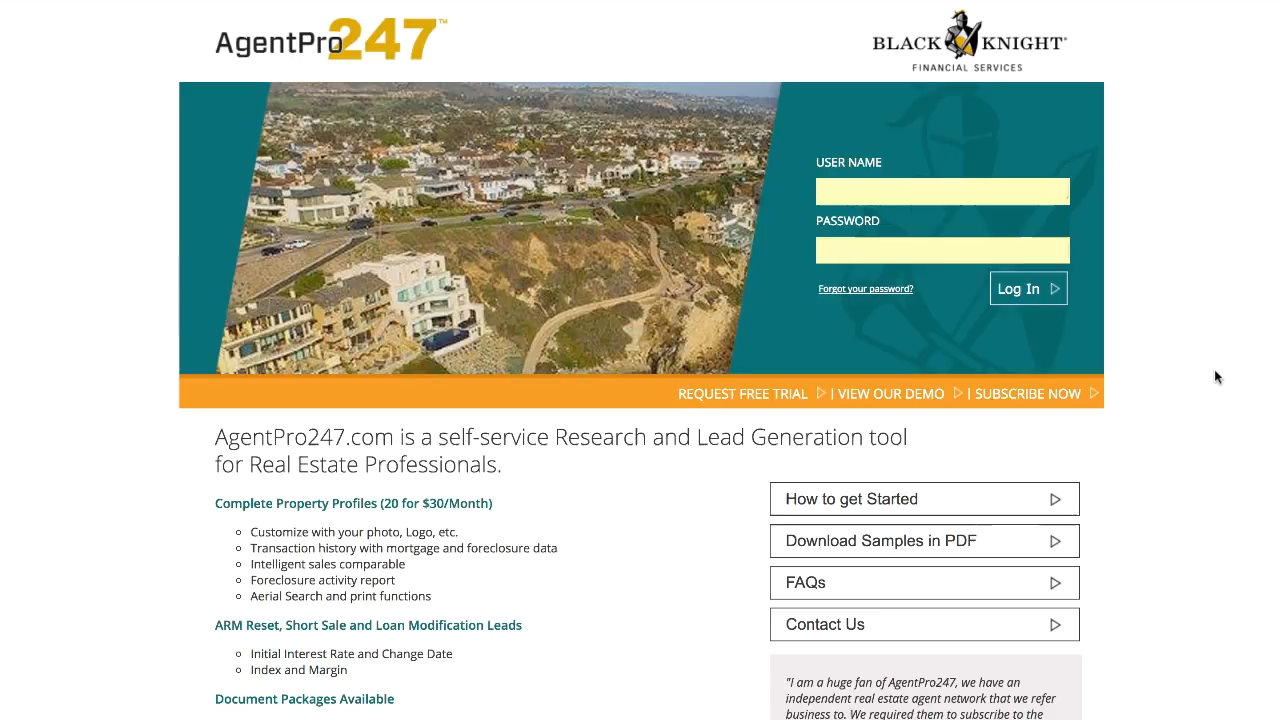 AgentPro247™
BLACK KNIGHT®
FINANCIAL SERVICES
USER NAME
PASSWORD
Forgot your password?
Log In
REQUEST FREE TRIAL | VIEW OUR DEMO | SUBSCRIBE NOW
AgentPro247.com is a self-service Research and Lead Generation tool
for Real Estate Professionals.
Complete Property Profiles (20 for $30/Month)
Customize with your photo, Logo, etc.
Transaction history with mortgage and foreclosure data
Intelligent sales comparable
Foreclosure activity report
Aerial Search and print functions
ARM Reset, Short Sale and Loan Modification Leads
Initial Interest Rate and Change Date
Index and Margin
Document Packages Available
How to get Started
Download Samples in PDF
FAQs
Contact Us
"I am a huge fan of AgentPro247, we have an
independent real estate agent network that we refer
business to. We required them to subscribe to the